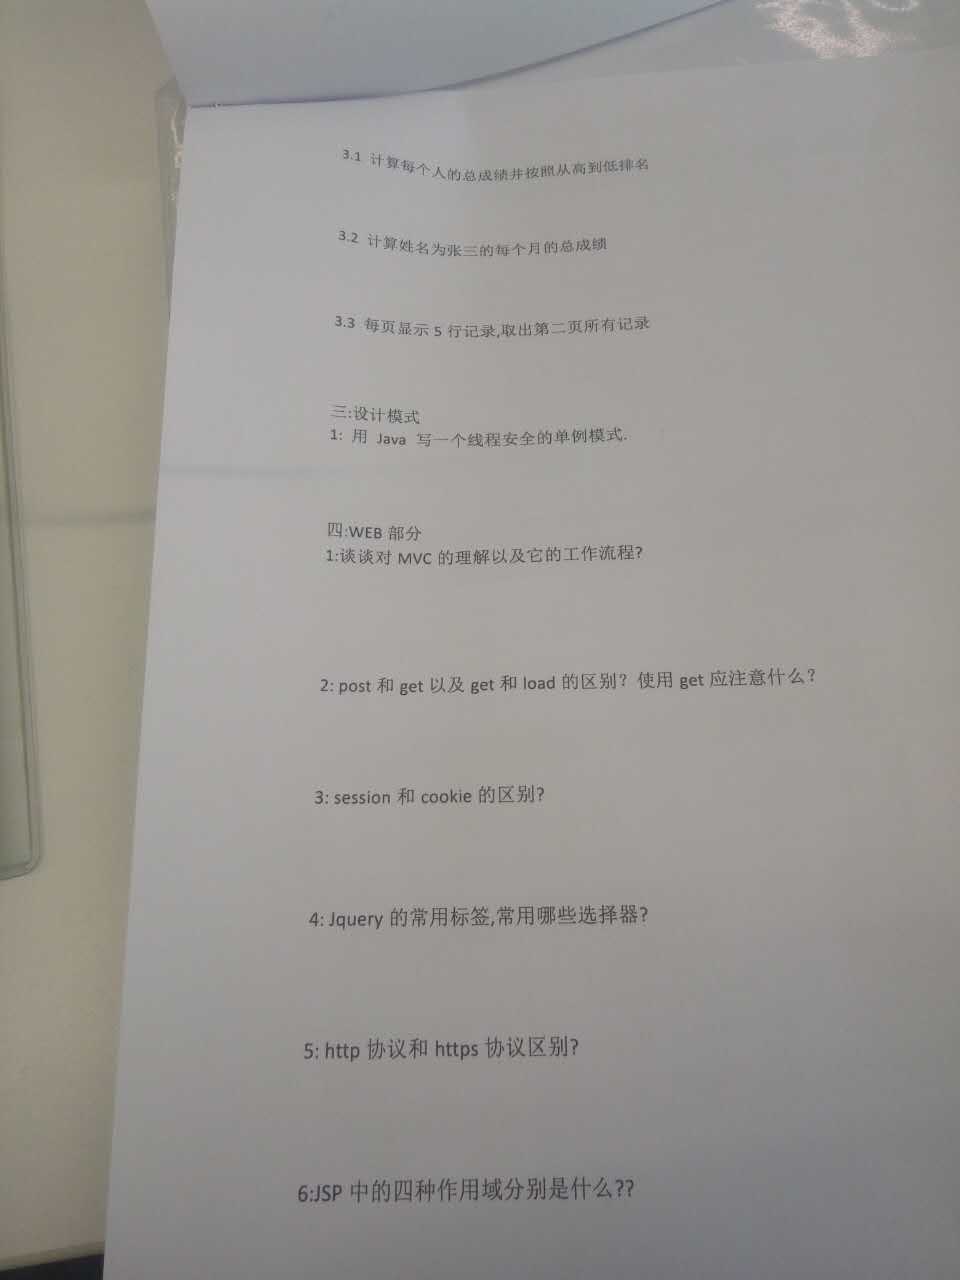 3.1 计算每个人的总成绩并按照从高到低排名
3.2 计算姓名为张三的每个月的总成绩
3.3 每页显示 5 行记录,取出第二页所有记录
三:设计模式
1: 用 Java 写一个线程安全的单例模式.
四:WEB 部分
1:谈谈对 MVC 的理解以及它的工作流程?
2: post 和 get 以及 get 和 load 的区别？使用 get 应注意什么？
3: session 和 cookie 的区别?
4: Jquery 的常用标签,常用哪些选择器?
5: http 协议和 https 协议区别?
6:JSP 中的四种作用域分别是什么??